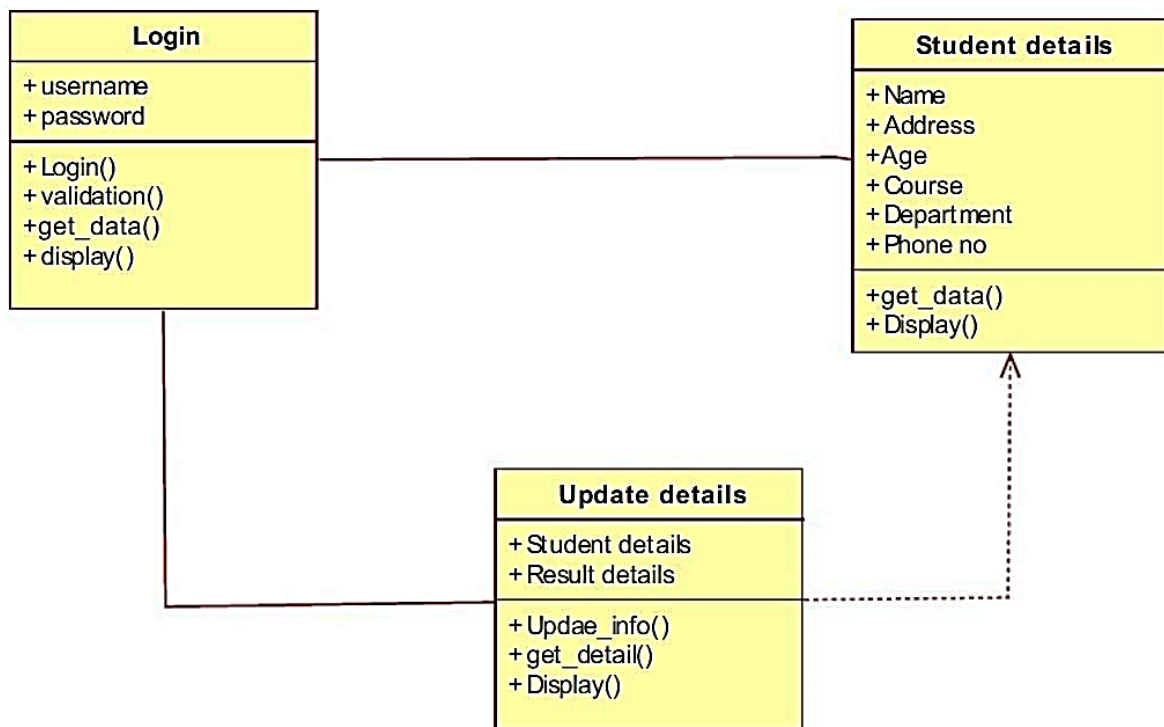 Login
+ username
+ password
+ Login()
+ validation()
+get_data()
+ display()
Student details
+ Name
+ Address
+ Age
+ Course
+ Department
+ Phone no
+get_data()
+ Display()
Update details
+ Student details
+ Result details
+ Updae_info()
+ get_detail()
+ Display()